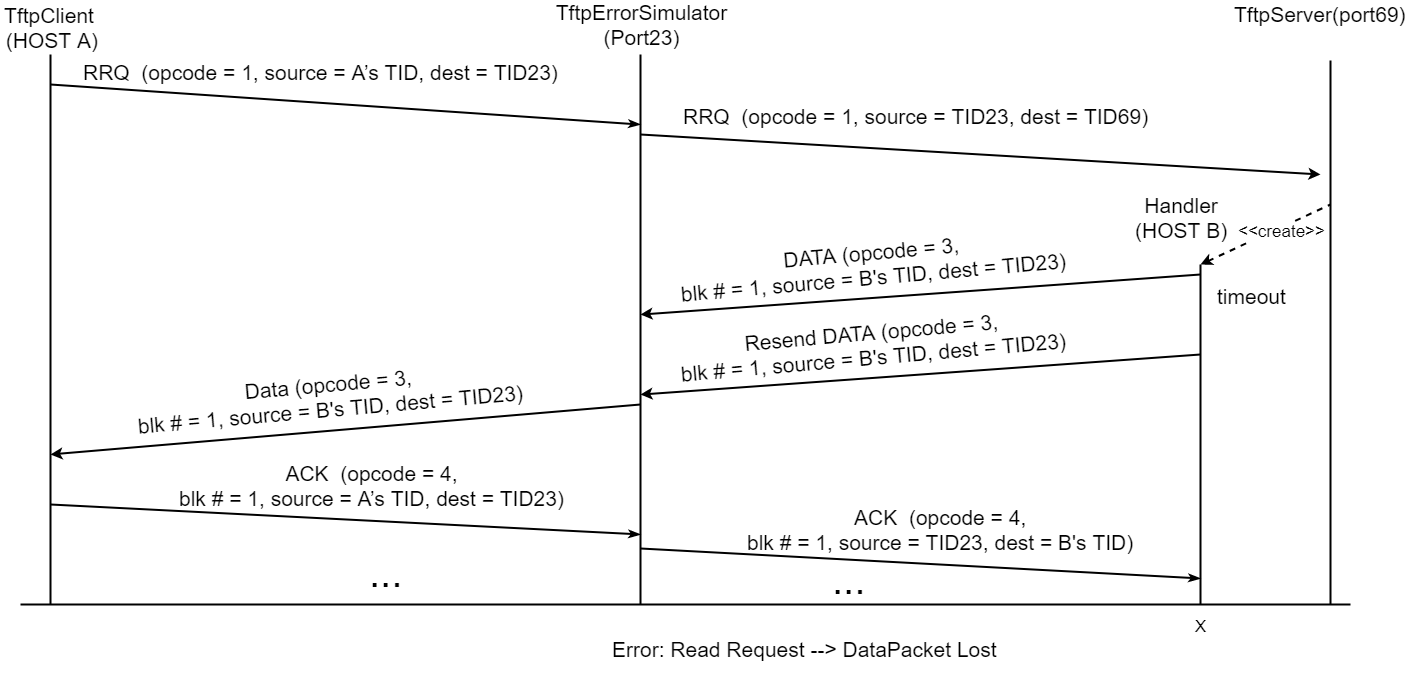 TftpClient
(HOST A)
TftpErrorSimulator
(Port23)
TftpServer(port69)
RRQ  (opcode = 1, source = A’s TID, dest = TID23)
RRQ  (opcode = 1, source = TID23, dest = TID69)
Handler
(HOST B)
<<create>>
DATA (opcode = 3,
blk # = 1, source = B's TID, dest = TID23)
timeout
Resend DATA (opcode = 3,
blk # = 1, source = B's TID, dest = TID23)
Data (opcode = 3,
blk # = 1, source = B's TID, dest = TID23)
ACK  (opcode = 4,
blk # = 1, source = A’s TID, dest = TID23)
ACK  (opcode = 4,
blk # = 1, source = TID23, dest = B's TID)
...
...
X
Error: Read Request --> DataPacket Lost